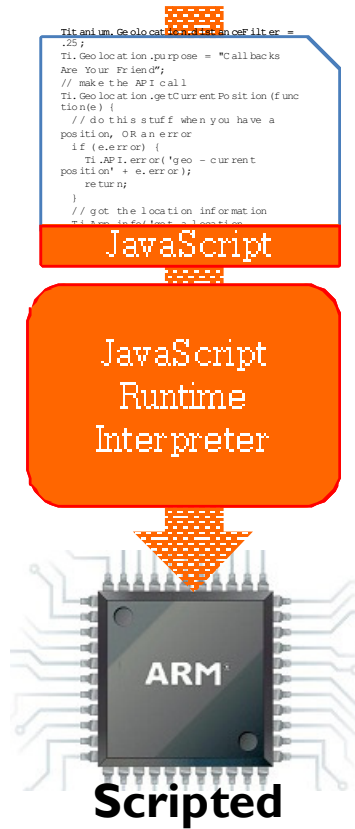 Titanium.Geolocation.distanceFilter =
.25;
Ti.Geolocation.purpose = "Callbacks
Are Your Friend";
// make the API call
Ti.Geolocation.getCurrentPosition(func
tion(e) {
// do this stuff when you have a
position, OR an error
if (e.error) {
Ti.API.error('geo - current
position' + e.error);
return;
}
// got the location information
JavaScript
JavaScript
Runtime
Interpreter
ARM
Scripted